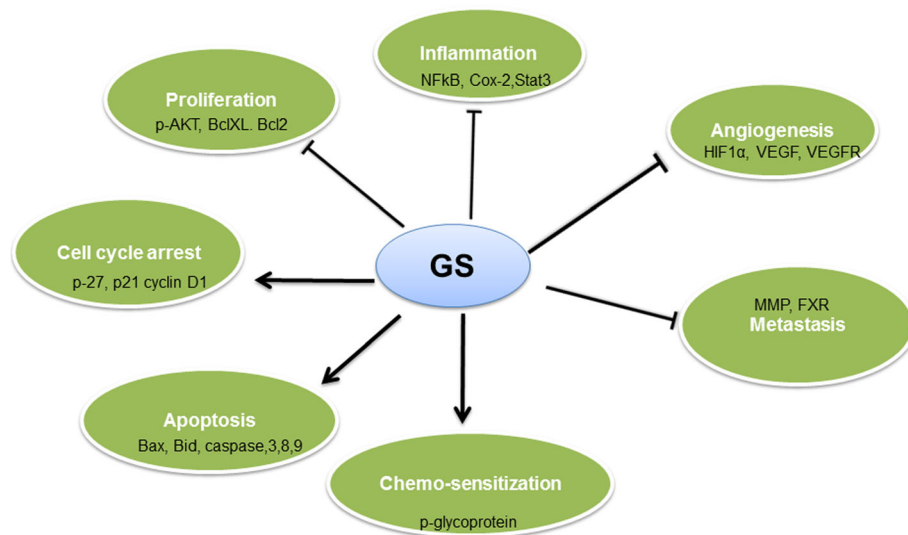 Inflammation
NFkB, Cox-2,Stat3
Proliferation
p-AKT, BclXL. Bcl2
Angiogenesis
HIF1α, VEGF, VEGFR
Cell cycle arrest
p-27, p21 cyclin D1
GS
MMP, FXR
Metastasis
Apoptosis
Bax, Bid, caspase,3,8,9
Chemo-sensitization
p-glycoprotein